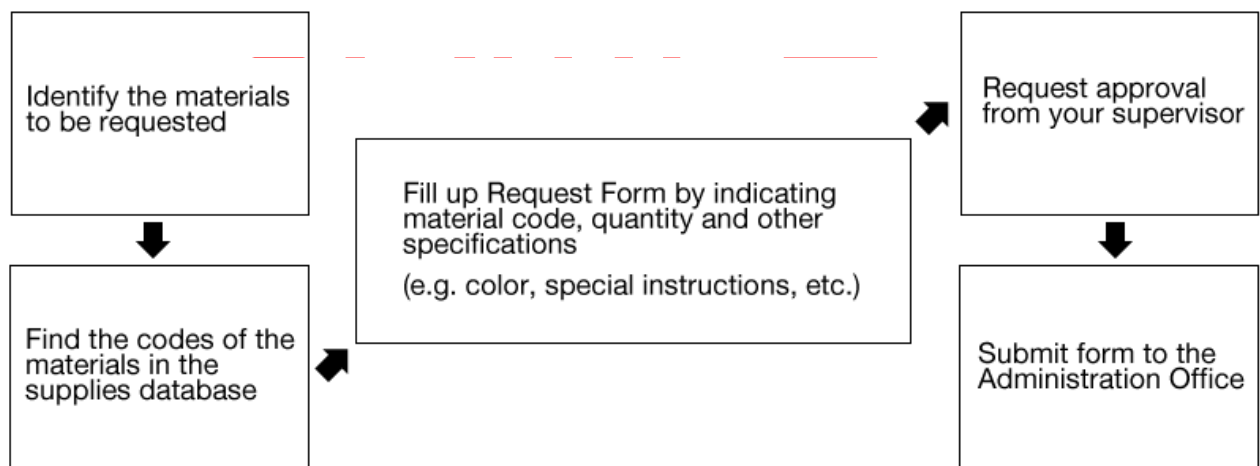 Identify the materials
to be requested
Find the codes of the
materials in the
supplies database
Fill up Request Form by indicating
material code, quantity and other
specifications
(e.g. color, special instructions, etc.)
Request approval
from your supervisor
Submit form to the
Administration Office